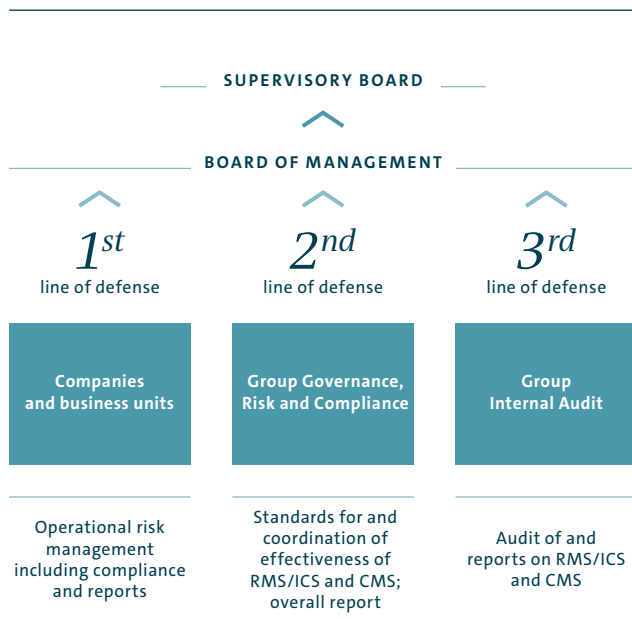 SUPERVISORY BOARD
BOARD OF MANAGEMENT
1st
line of defense
2nd
line of defense
3rd
line of defense
Companies
and business units
Group Governance,
Risk and Compliance
Group
Internal Audit
Operational risk
management
including compliance
and reports
Standards for and
coordination of
effectiveness of
RMS/ICS and CMS;
overall report
Audit of and
reports on RMS/ICS
and CMS